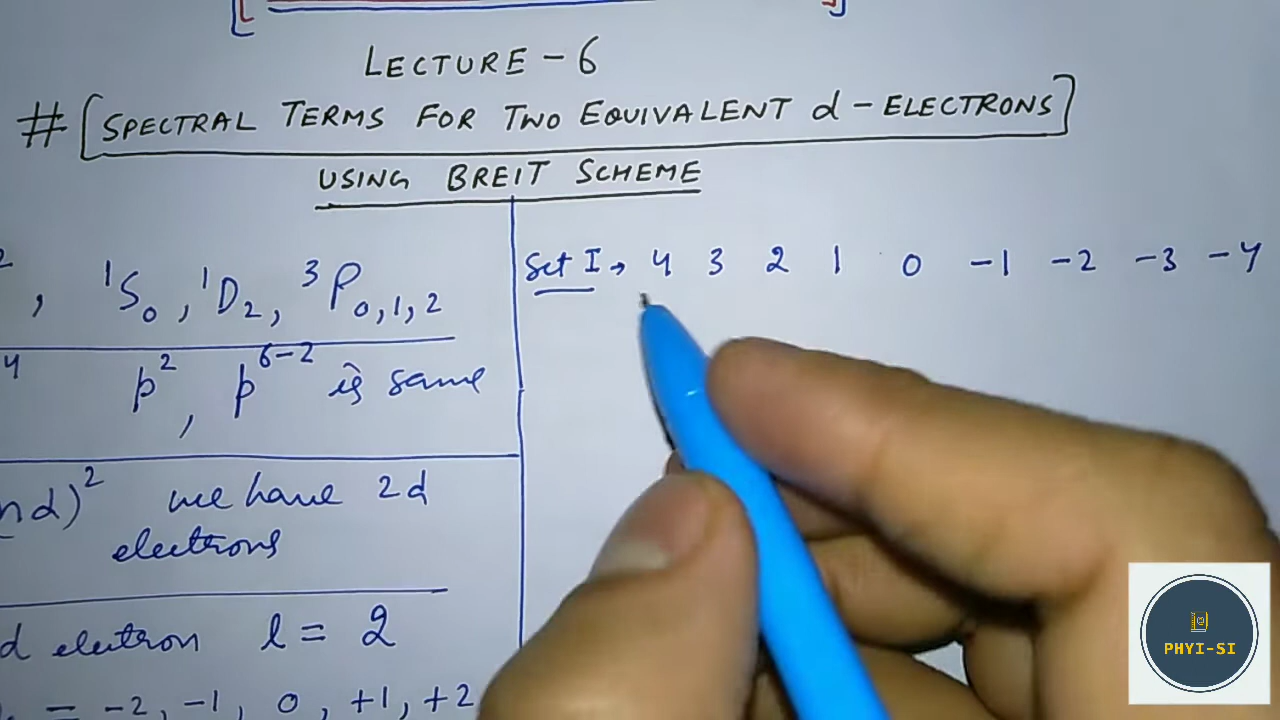 LECTURE - 6
# [SPECTRAL TERMS FOR TWO EQUIVALENT d - ELECTRONS]
USING BREIT SCHEME
2, ¹S₀, ¹D₂, ³P₀,₁,₂
4 p², p⁶⁻² is same
nd)² we have 2d
electrons
d electron l = 2
= -2, -1, 0, +1, +2
Set I → 4 3 2 1 0 -1 -2 -3 -4
PHYI-SI